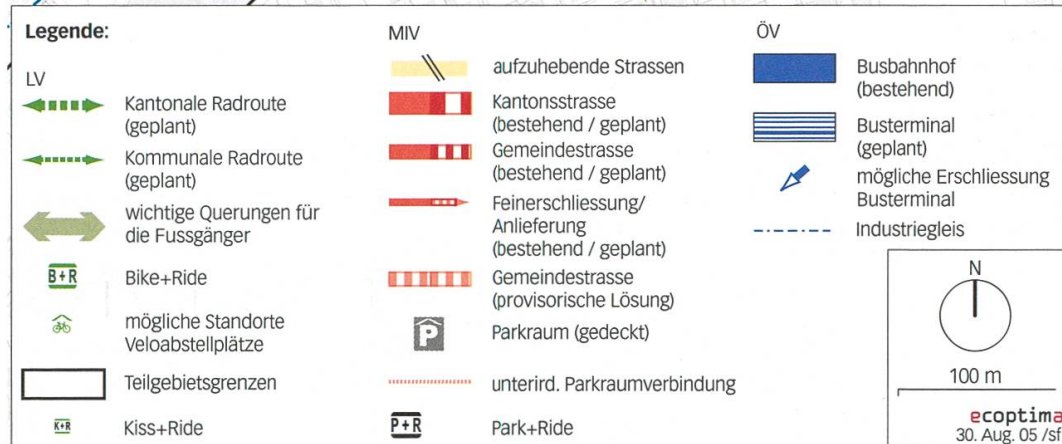 Legende:
LV
Kantonale Radroute
(geplant)
Kommunale Radroute
(geplant)
wichtige Querungen für
die Fussgänger
B+R
Bike+Ride
mögliche Standorte
Veloabstellplätze
Teilgebietsgrenzen
K+R
Kiss+Ride
MIV
aufzuhebende Strassen
Kantonsstrasse
(bestehend / geplant)
Gemeindestrasse
(bestehend / geplant)
Feinerschliessung/
Anlieferung
(bestehend / geplant)
Gemeindestrasse
(provisorische Lösung)
P
Parkraum (gedeckt)
unterird. Parkraumverbindung
P+R
Park+Ride
ÖV
Busbahnhof
(bestehend)
Busterminal
(geplant)
mögliche Erschliessung
Busterminal
Industriegleis
N
100 m
ecoptima
30. Aug. 05 /sf